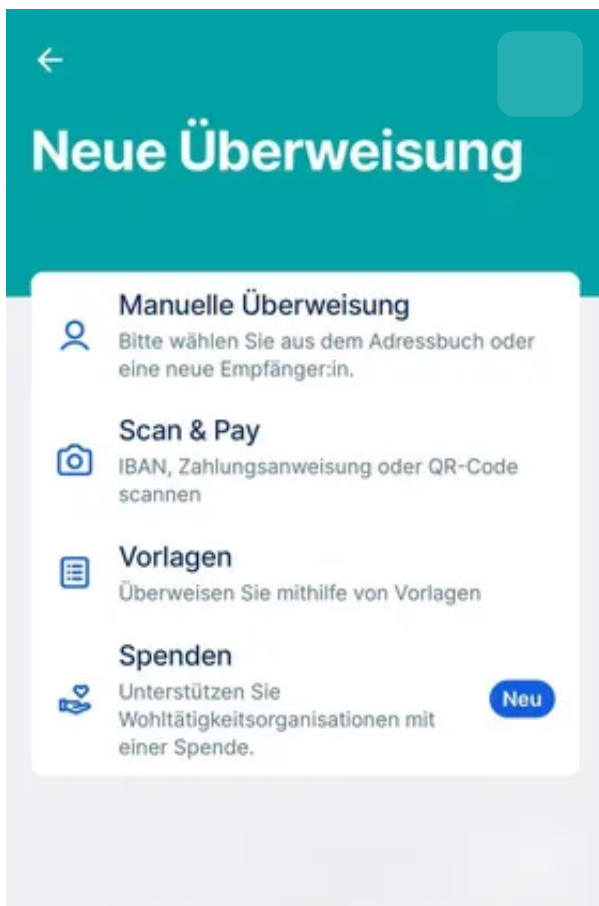 Neue Überweisung
Manuelle Überweisung
Bitte wählen Sie aus dem Adressbuch oder
eine neue Empfänger:in.
Scan & Pay
IBAN, Zahlungsanweisung oder QR-Code
scannen
Vorlagen
Überweisen Sie mithilfe von Vorlagen
Spenden
Unterstützen Sie
Wohltätigkeitsorganisationen mit
einer Spende.
Neu